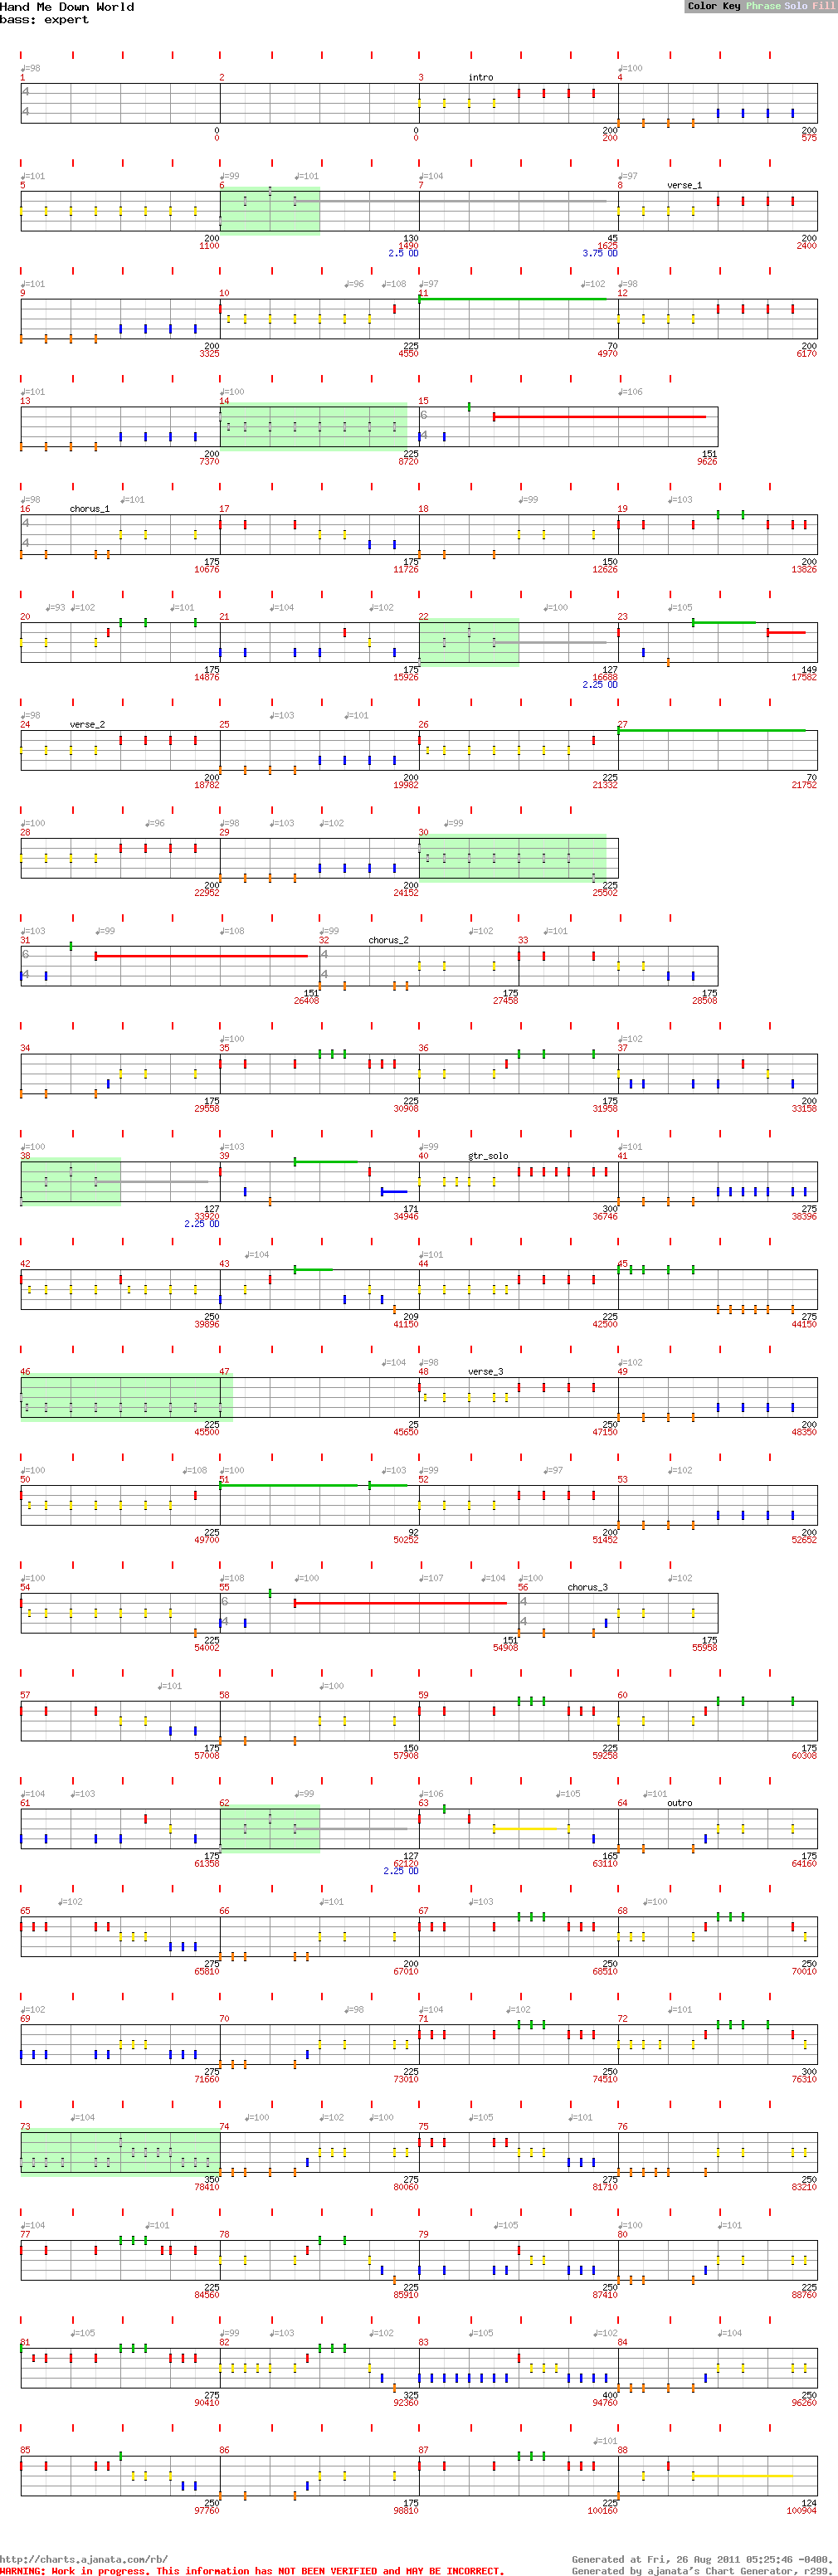 Hand Me Down World
Color Key Phrase Solo Fill
bass: expert
♩=98 ♩=100
1 2 3 intro 4
4
4
0 0 200 200
0 0 200 575
♩=101 ♩=99 ♩=101 ♩=104 ♩=97
5 6 7 8 verse_1
200 130 45 200
1100 1490 1625 2400
2.5 OD 3.75 OD
♩=101 ♩=96 ♩=108 ♩=97 ♩=102 ♩=98
9 10 11 12
200 225 70 200
3325 4550 4970 6170
♩=101 ♩=100 ♩=106
13 14 15
6
4
200 225 151
7370 8720 9626
♩=98 ♩=101 ♩=99 ♩=103
16 chorus_1 17 18 19
4
4
175 175 150 200
10676 11726 12626 13826
♩=93 ♩=102 ♩=101 ♩=104 ♩=102 ♩=100 ♩=105
20 21 22 23
175 175 127 149
14876 15926 16688 17582
2.25 OD
♩=98 ♩=103 ♩=101
24 verse_2 25 26 27
200 200 225 70
18782 19982 21332 21752
♩=100 ♩=96 ♩=98 ♩=103 ♩=102 ♩=99
28 29 30
200 200 225
22952 24152 25502
♩=103 ♩=99 ♩=108 ♩=99 ♩=102 ♩=101
31 32 chorus_2 33
6 4
4 4
151 175 175
26408 27458 28508
♩=100 ♩=102
34 35 36 37
175 225 175 200
29558 30908 31958 33158
♩=100 ♩=103 ♩=99 ♩=101
38 39 40 gtr_solo 41
127 171 300 275
33920 34946 36746 38396
2.25 OD
♩=104 ♩=101
42 43 44 45
250 209 225 275
39896 41150 42500 44150
♩=104 ♩=98 ♩=102
46 47 48 verse_3 49
225 25 250 200
45500 45650 47150 48350
♩=100 ♩=108 ♩=100 ♩=103 ♩=99 ♩=97 ♩=102
50 51 52 53
225 92 200 200
49700 50252 51452 52652
♩=100 ♩=108 ♩=100 ♩=107 ♩=104 ♩=100 ♩=102
54 55 56 chorus_3
6 4
4 4
225 151 175
54002 54908 55958
♩=101 ♩=100
57 58 59 60
175 150 225 175
57008 57908 59258 60308
♩=104 ♩=103 ♩=99 ♩=106 ♩=105 ♩=101
61 62 63 64 outro
175 127 165 175
61358 62120 63110 64160
2.25 OD
♩=102 ♩=101 ♩=103 ♩=100
65 66 67 68
275 200 250 250
65810 67010 68510 70010
♩=102 ♩=98 ♩=104 ♩=102 ♩=101
69 70 71 72
275 225 250 300
71660 73010 74510 76310
♩=104 ♩=100 ♩=102 ♩=100 ♩=105 ♩=101
73 74 75 76
350 275 275 250
78410 80060 81710 83210
♩=104 ♩=101 ♩=105 ♩=100 ♩=101
77 78 79 80
225 225 250 225
84560 85910 87410 88760
♩=105 ♩=99 ♩=103 ♩=102 ♩=105 ♩=102 ♩=104
81 82 83 84
275 325 400 250
90410 92360 94760 96260
♩=101
85 86 87 88
250 175 225 124
97760 98810 100160 100904
http://charts.ajanata.com/rb/ Generated at Fri, 26 Aug 2011 05:25:46 -0400.
WARNING: Work in progress. This information has NOT BEEN VERIFIED and MAY BE INCORRECT. Generated by ajanata's Chart Generator, r299.